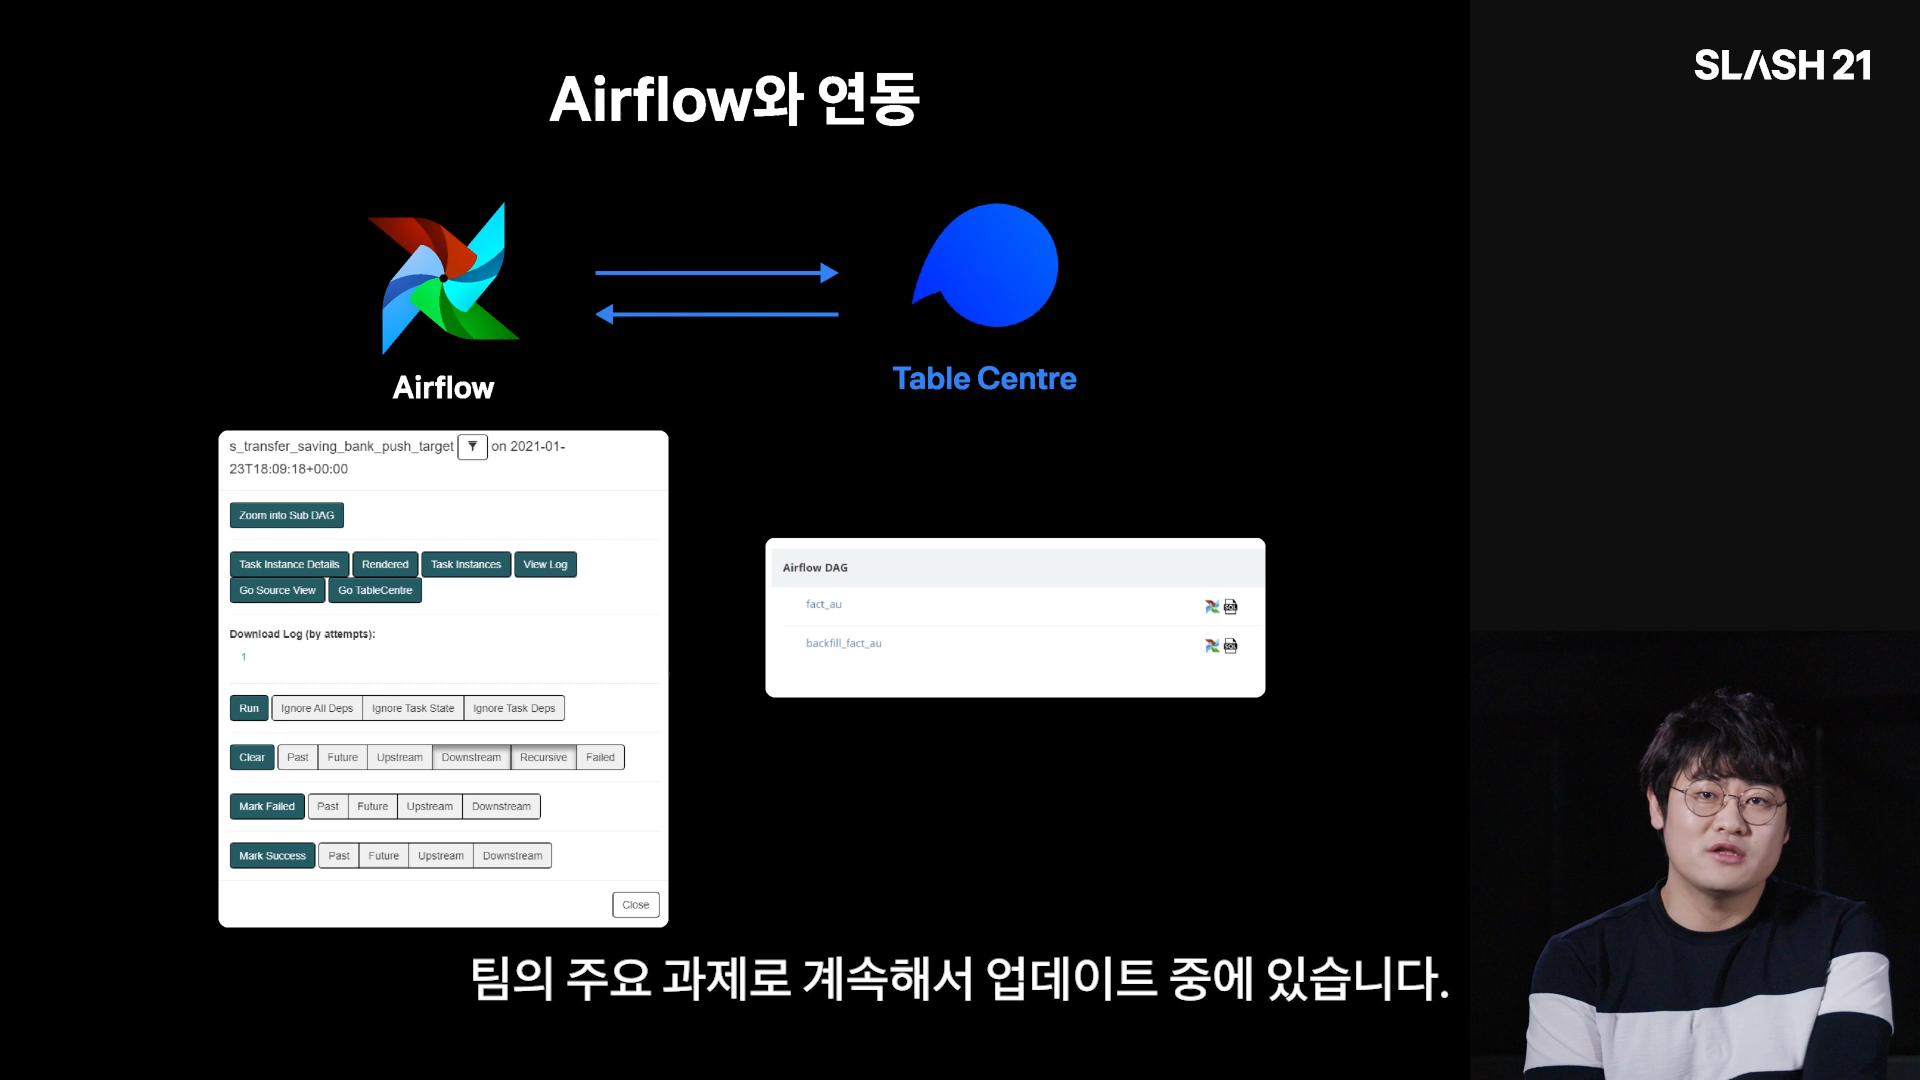 Airflow와 연동
SLASH 21
Airflow
Table Centre
s_transfer_saving_bank_push_target on 2021-01-
23T18:09:18+00:00
Zoom into Sub DAG
Task Instance Details Rendered Task Instances View Log
Go Source View Go TableCentre
Download Log (by attempts):
1
Run Ignore All Deps Ignore Task State Ignore Task Deps
Clear Past Future Upstream Downstream Recursive Failed
Mark Failed Past Future Upstream Downstream
Mark Success Past Future Upstream Downstream
Close
Airflow DAG
fact_au
SQL
backfill_fact_au
SQL
팀의 주요 과제로 계속해서 업데이트 중에 있습니다.